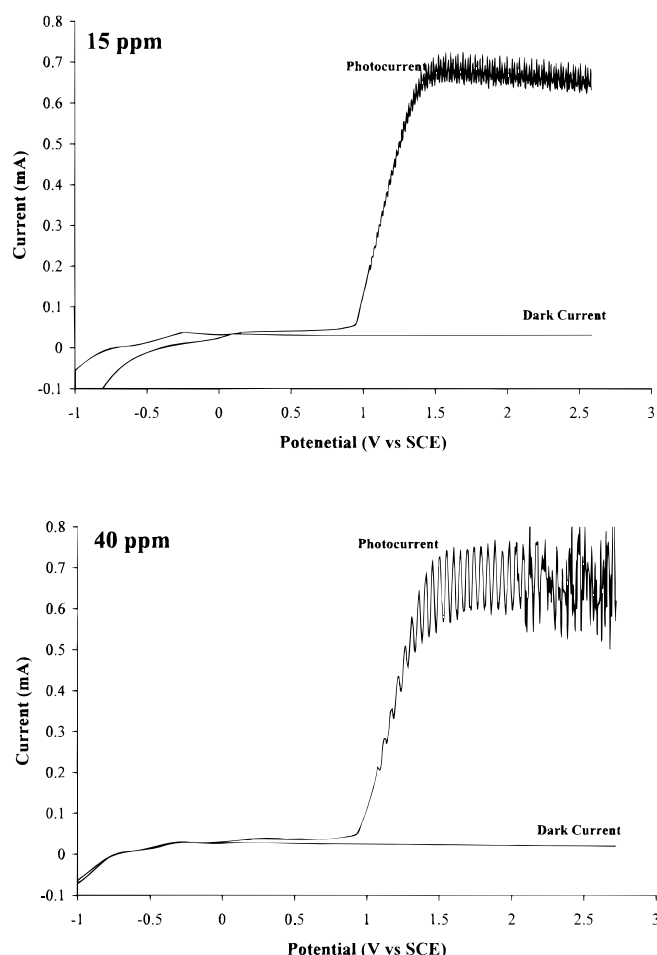 15 ppm
0.8
0.7
0.6
0.5
0.4
0.3
0.2
0.1
0
-0.1
Current (mA)
Photocurrent
Dark Current
-1 -0.5 0 0.5 1 1.5 2 2.5 3
Potenetial (V vs SCE)
40 ppm
0.8
0.7
0.6
0.5
0.4
0.3
0.2
0.1
0
-0.1
Current (mA)
Photocurrent
Dark Current
-1 -0.5 0 0.5 1 1.5 2 2.5 3
Potential (V vs SCE)